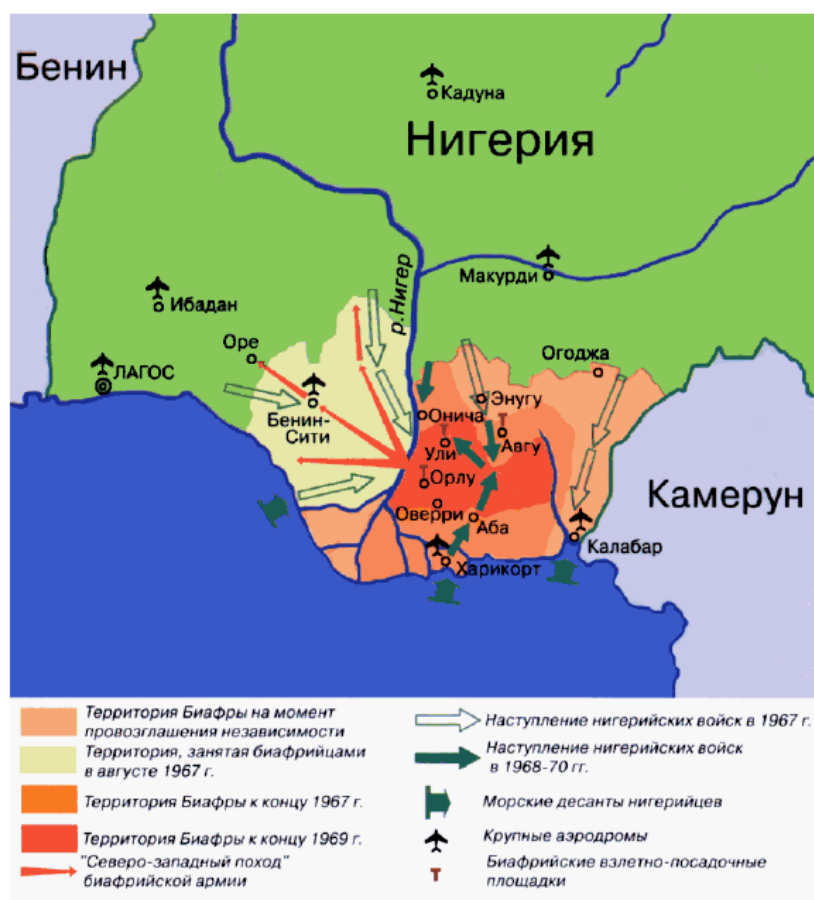 Бенин
Кадуна
Нигерия
р.Нигер
Макурди
Ибадан
Оре
Огоджа
ЛАГОС
Энугу
Бенин-
Сити
Онича
Ули
Авгу
Орлу
Камерун
Оверри
Аба
Калабар
Харикорт
Территория Биафры на момент
провозглашения независимости
Территория, занятая биафрийцами
в августе 1967 г.
Территория Биафры к концу 1967 г.
Территория Биафры к концу 1969 г.
"Северо-западный поход"
биафрийской армии
Наступление нигерийских войск в 1967 г.
Наступление нигерийских войск
в 1968-70 гг.
Морские десанты нигерийцев
Крупные аэродромы
Биафрийские взлетно-посадочные
площадки